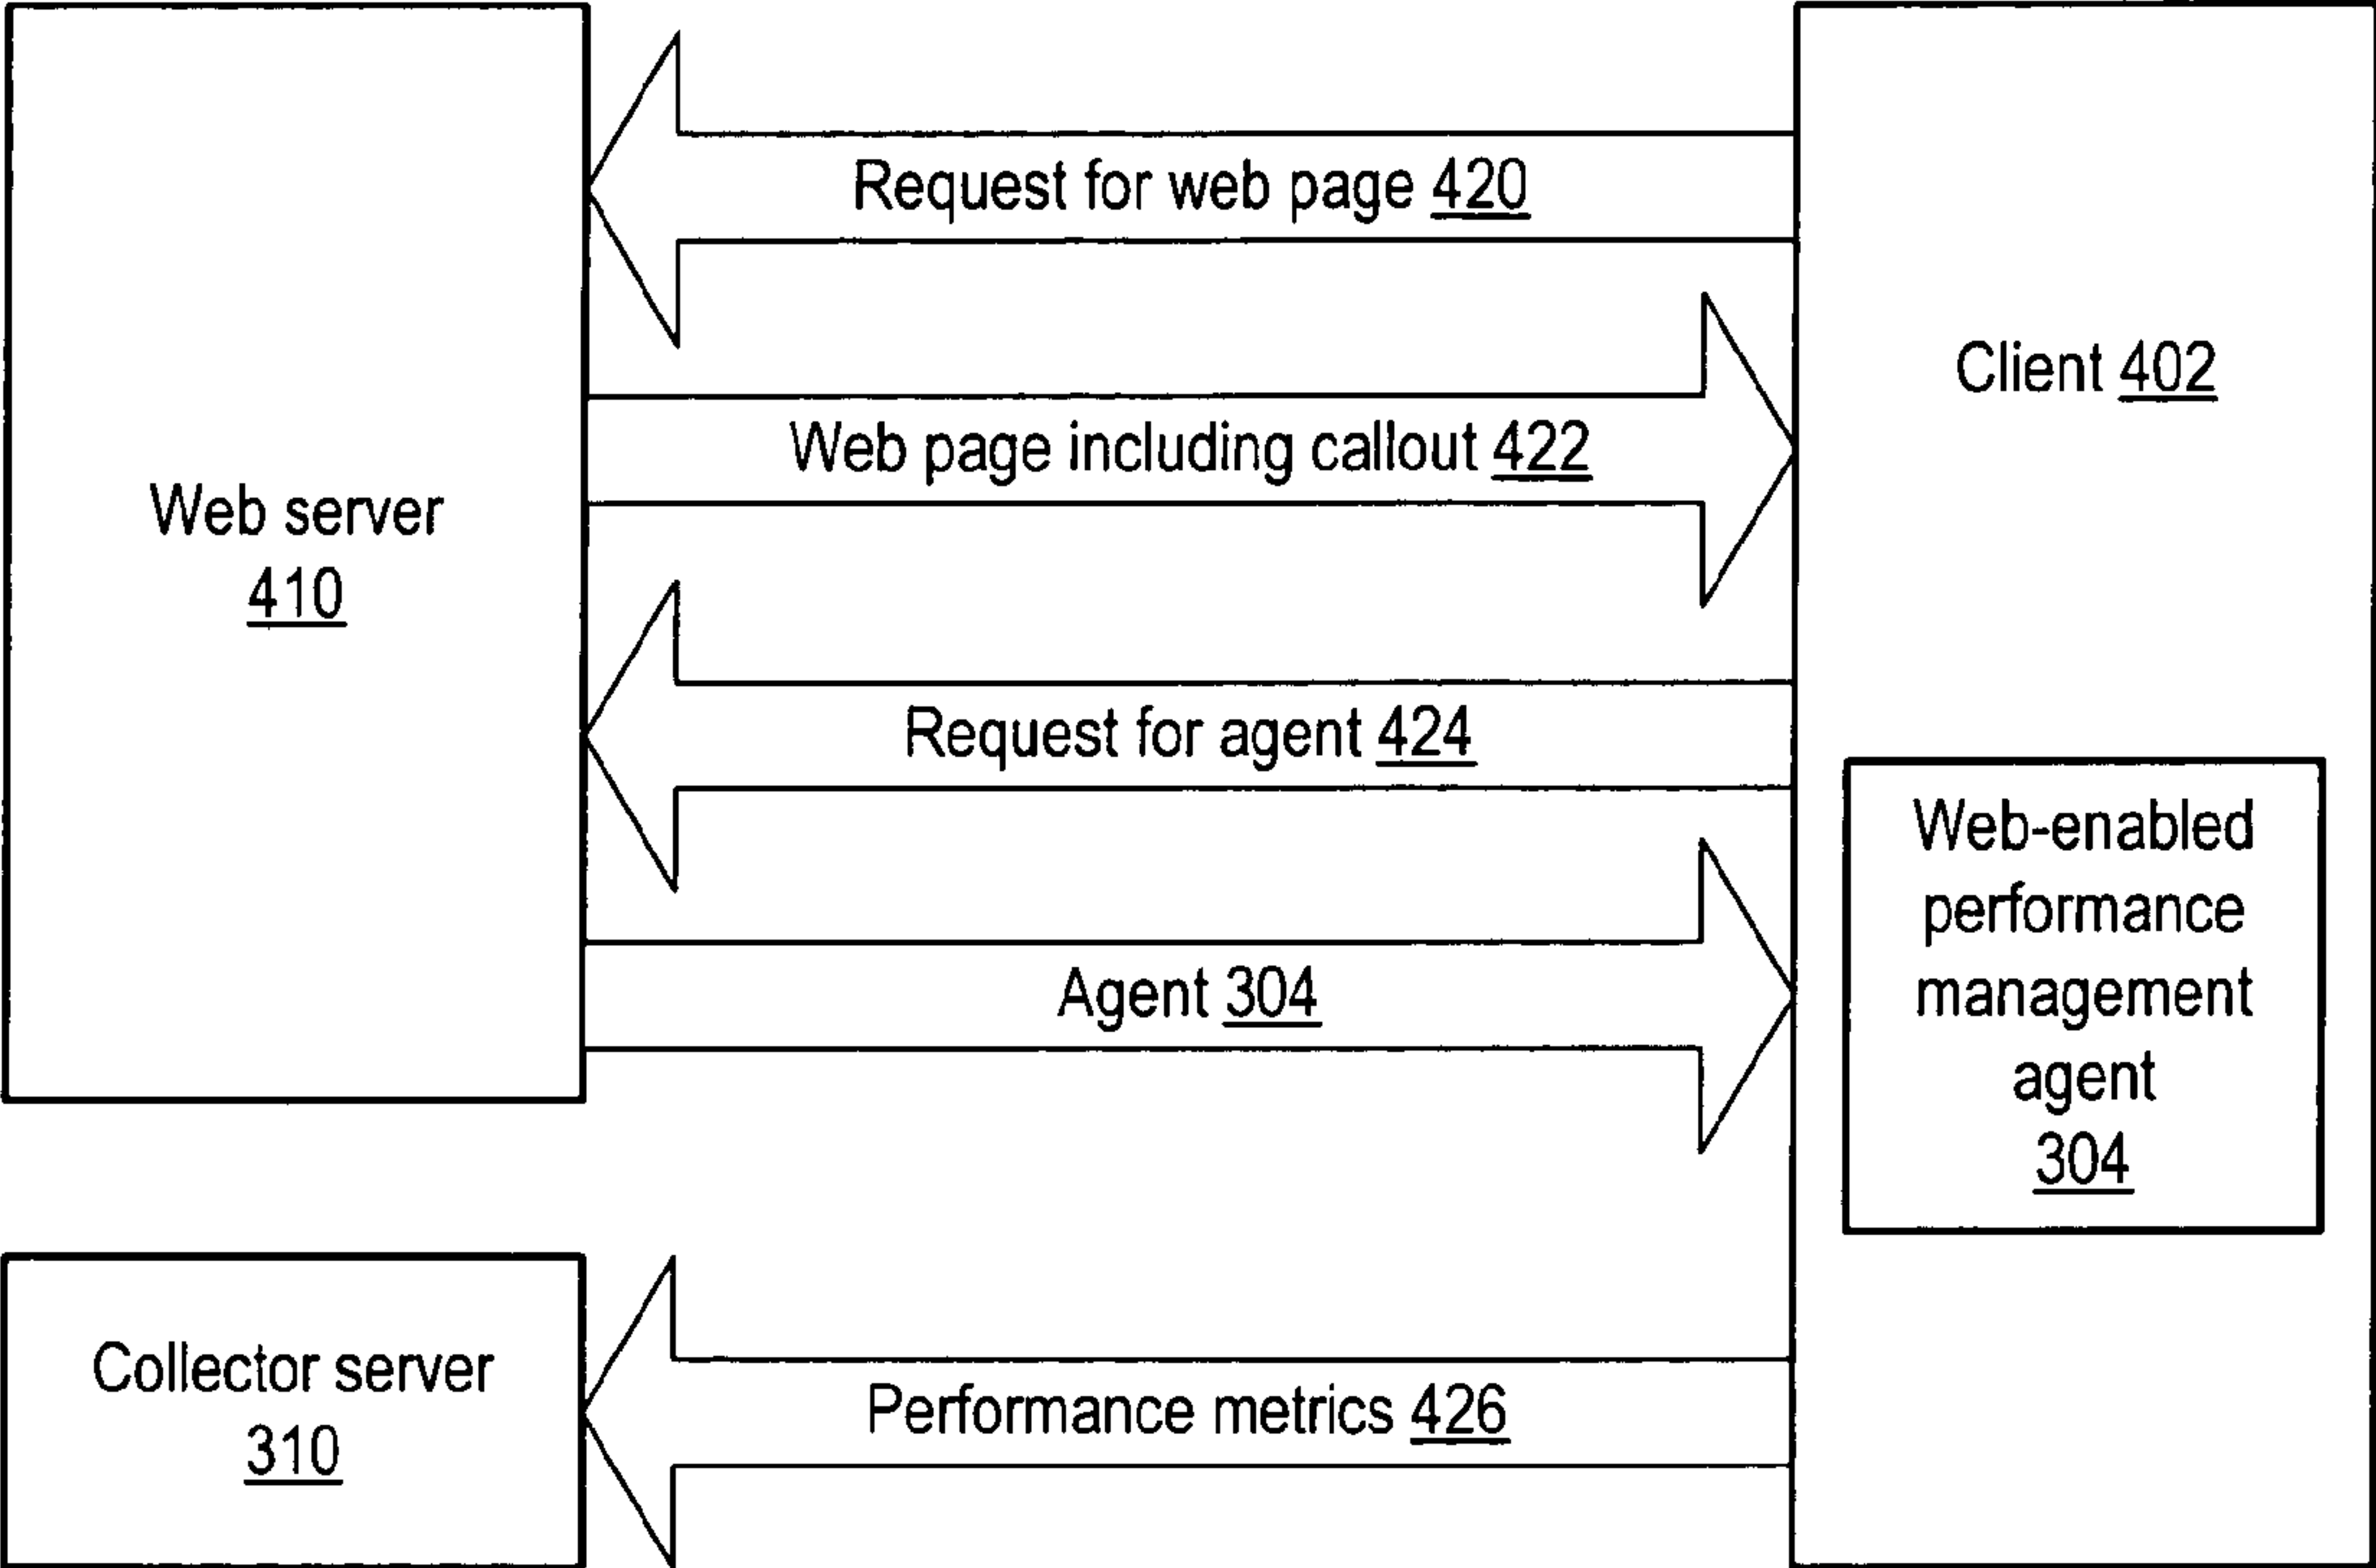 Request for web page 420
Client 402
Web page including callout 422
Web server
410
Request for agent 424
Web-enabled
performance
management
agent
304
Agent 304
Collector server
310
Performance metrics 426